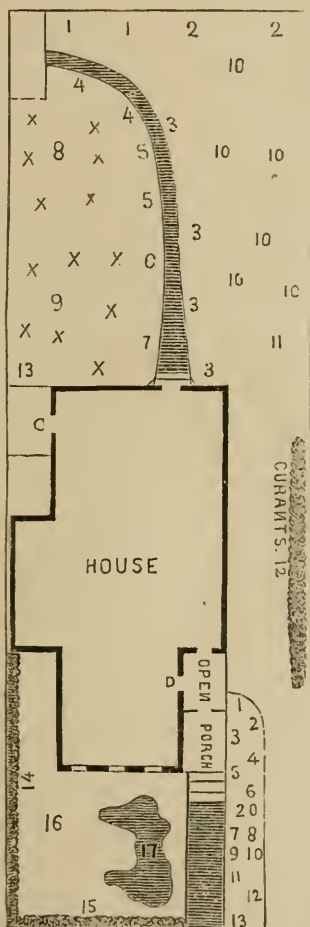 1 1 2 2
10
4
4 3
8 5 10 10
5
3 10
C
10 10
9 3
7 11
13 3
C
CURANTS. 12
HOUSE
OPEN
D
1
2
PORCH 3
4
5
6
14
20
16 7 8
17 9 10
11
12
15 13
X X X X X X X X X X X X X